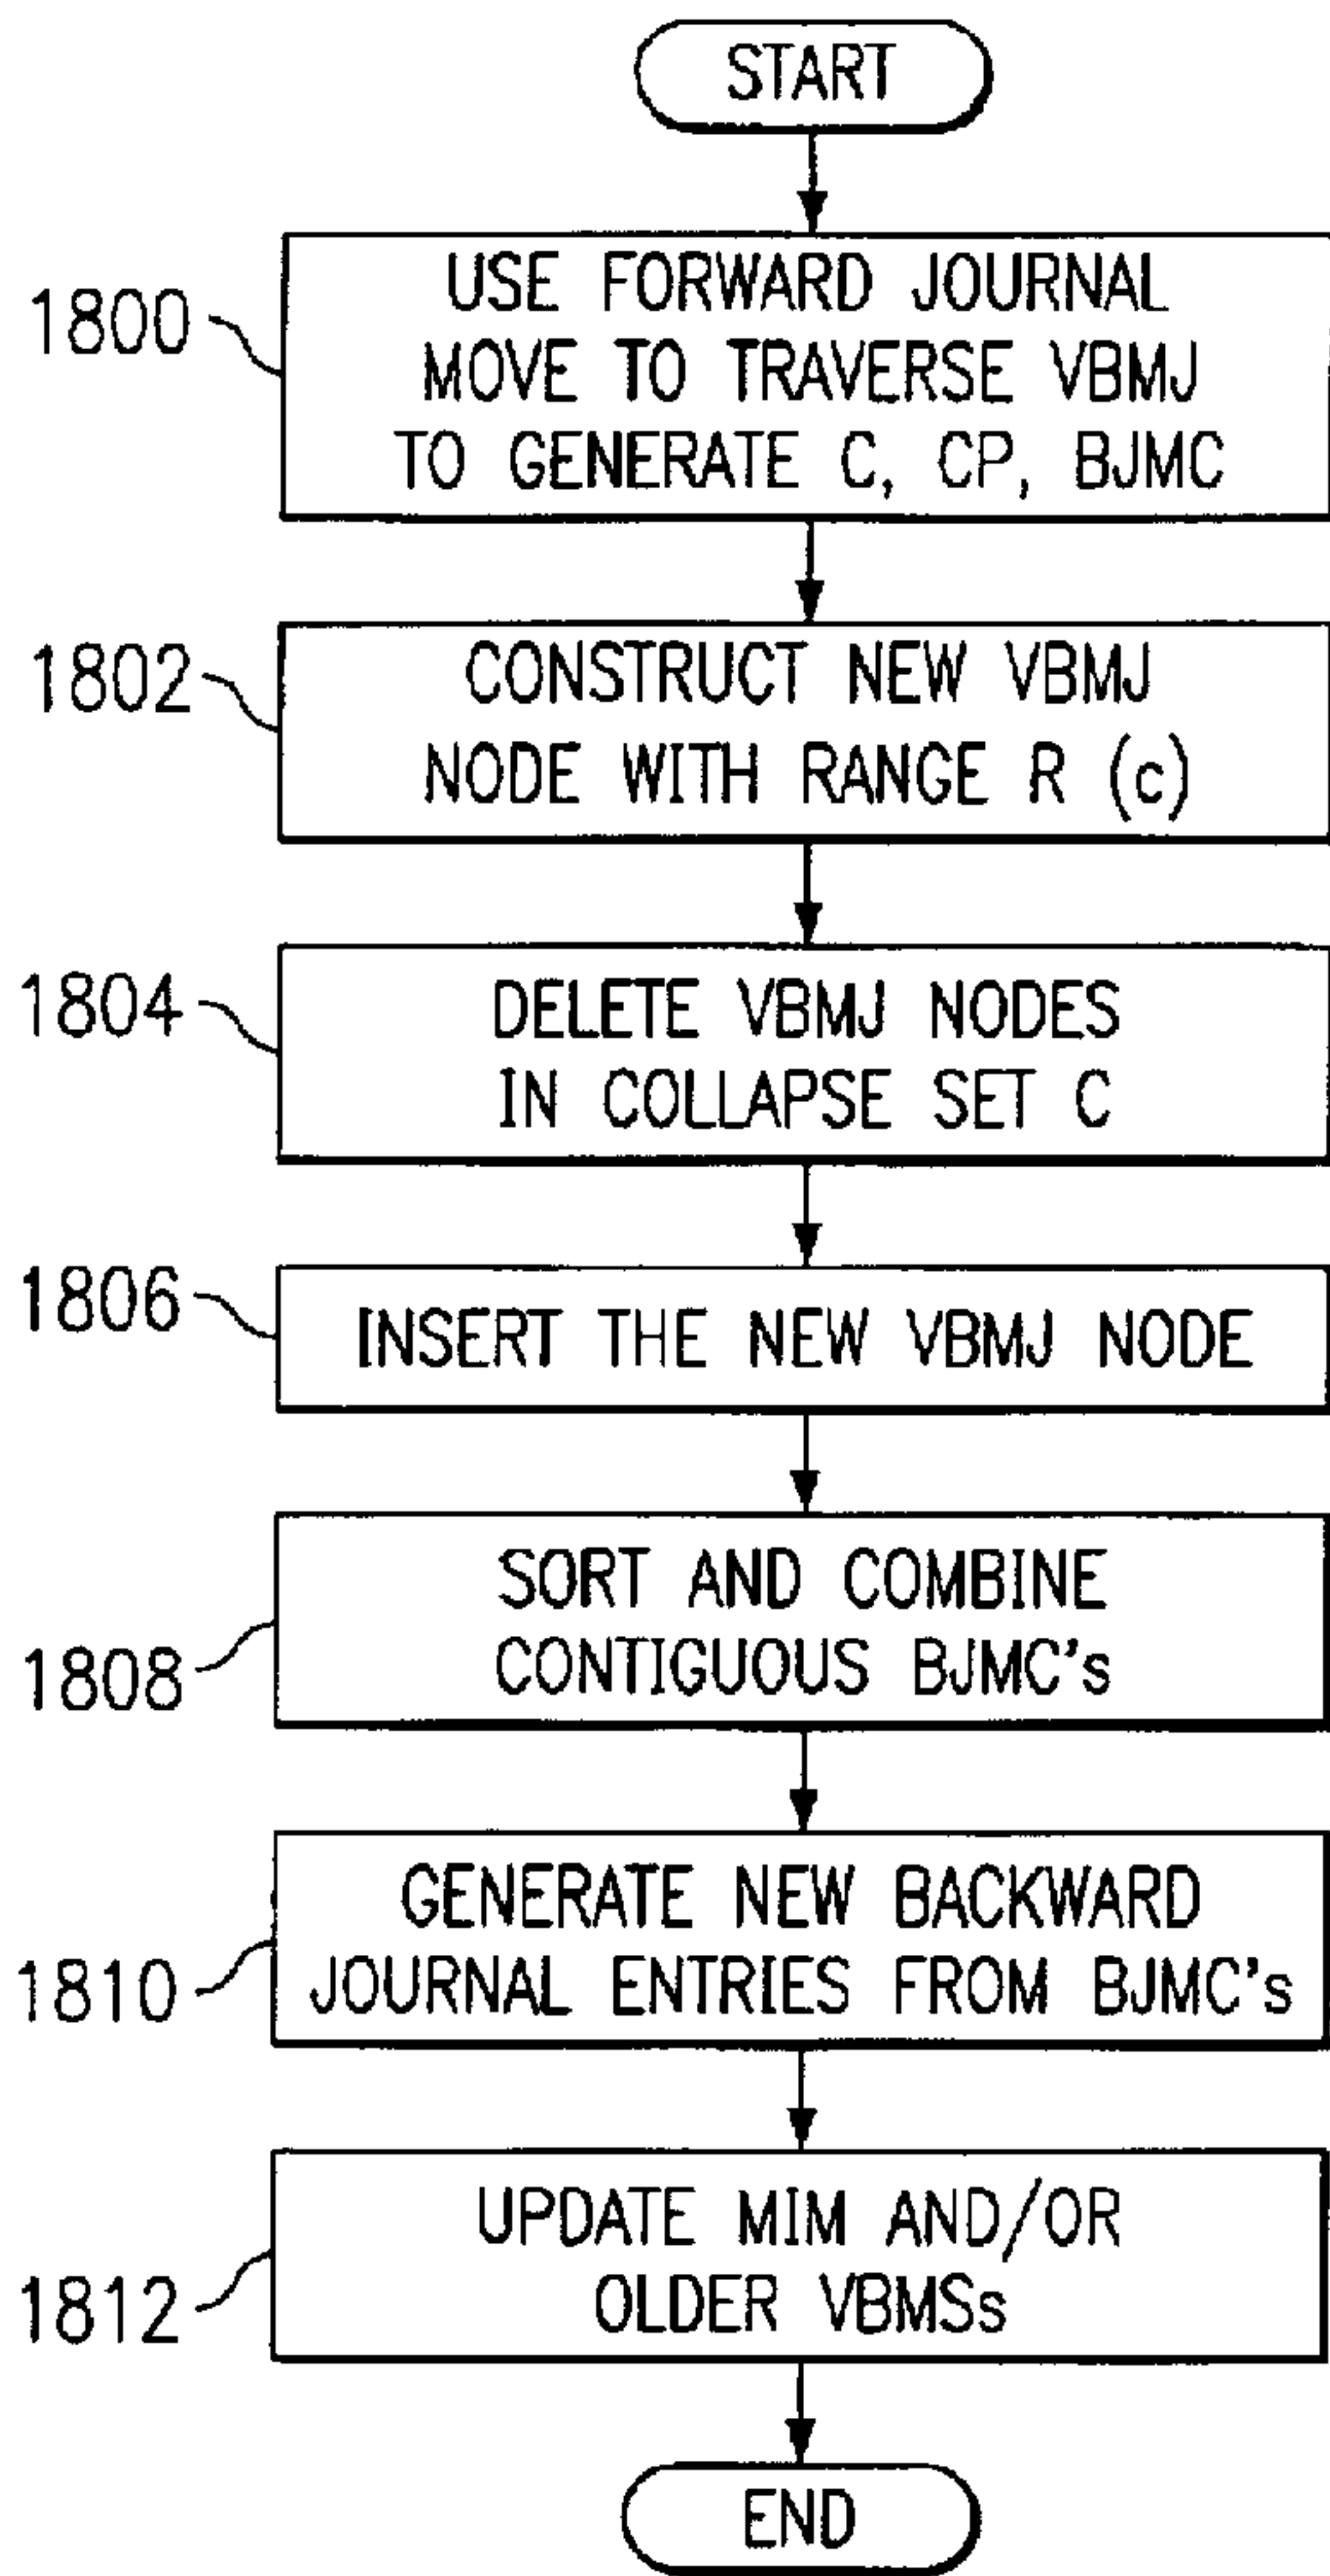 START
1800
USE FORWARD JOURNAL
MOVE TO TRAVERSE VBMJ
TO GENERATE C, CP, BJMC
1802
CONSTRUCT NEW VBMJ
NODE WITH RANGE R (c)
1804
DELETE VBMJ NODES
IN COLLAPSE SET C
1806
INSERT THE NEW VBMJ NODE
1808
SORT AND COMBINE
CONTIGUOUS BJMC's
1810
GENERATE NEW BACKWARD
JOURNAL ENTRIES FROM BJMC's
1812
UPDATE MIM AND/OR
OLDER VBMSs
END